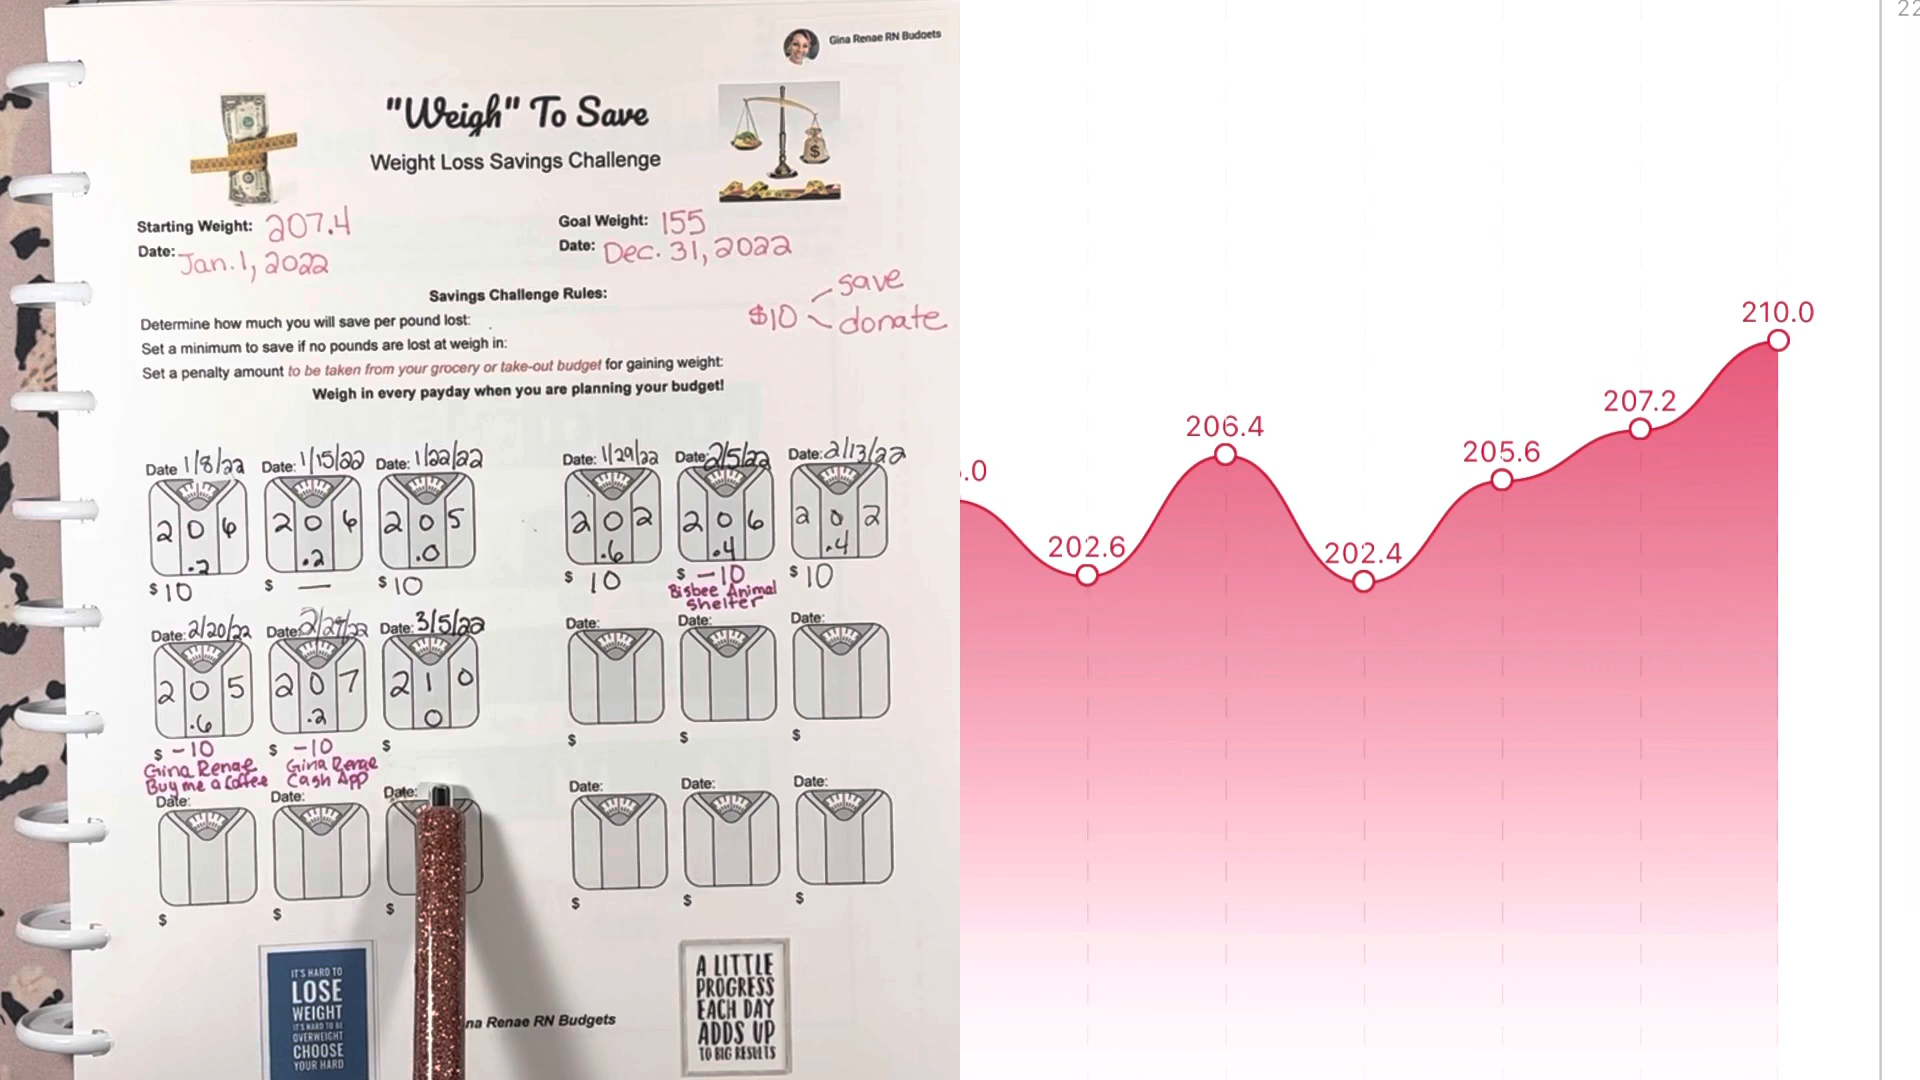 Gina Renae RN Budgets
"Weigh" To Save
Weight Loss Savings Challenge
Starting Weight: 207.4
Date: Jan. 1, 2022
Goal Weight: 155
Date: Dec. 31, 2022
Savings Challenge Rules:
$10 save
donate
Determine how much you will save per pound lost:
Set a minimum to save if no pounds are lost at weigh in:
Set a penalty amount to be taken from your grocery or take-out budget for gaining weight:
Weigh in every payday when you are planning your budget!
Date 1/8/22 Date: 1/15/22 Date: 1/22/22 Date: 1/29/22 Date: 2/5/22 Date: 2/13/22
206 206 205 202 206 202
.2 .2 .0 .6 .4 .4
$ 10 $ — $ 10 $ 10 $ -10 $ 10
Bisbee Animal
Shelter
Date: 2/20/22 Date: 2/27/22 Date: 3/5/22 Date: Date: Date:
205 207 210
.6 .2 0
$ -10 $ -10 $ $ $ $
Gina Renae Gina Renae
Buy me a Coffee Cash App
Date: Date: Date: Date: Date: Date:
$ $ $ $ $ $
IT'S HARD TO
LOSE
WEIGHT
IT'S HARD TO BE
OVERWEIGHT
CHOOSE
YOUR HARD
na Renae RN Budgets
A LITTLE
PROGRESS
EACH DAY
ADDS UP
TO BIG RESULTS
22
210.0
207.2
206.4
205.6
.0
202.6
202.4